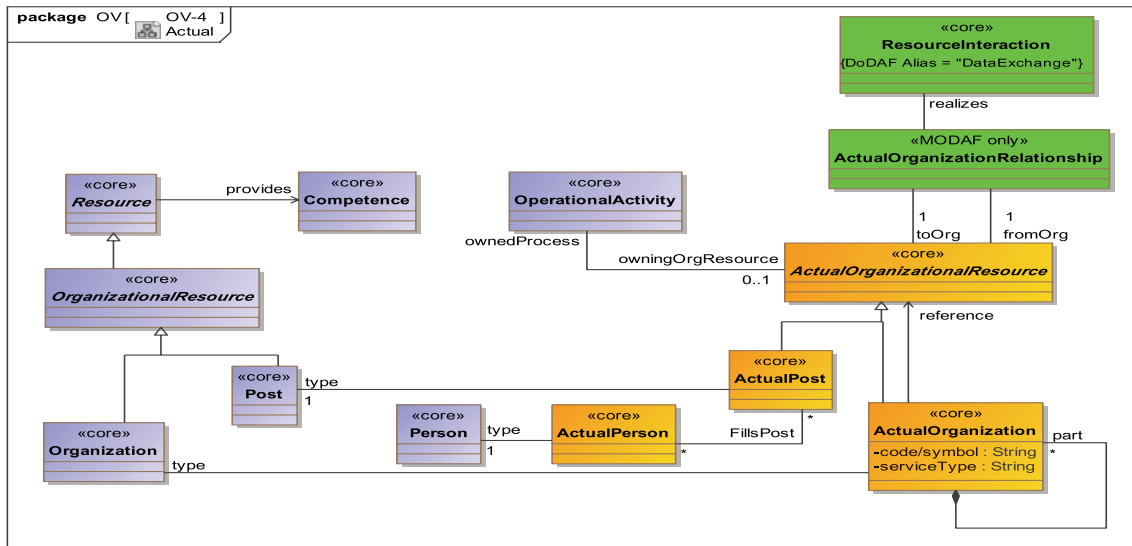 package OV [ OV-4 Actual ]
«core»
ResourceInteraction
{DoDAF Alias = "DataExchange"}
realizes
«MODAF only»
ActualOrganizationRelationship
«core»
Resource
provides
«core»
Competence
«core»
OperationalActivity
ownedProcess
1
toOrg
1
fromOrg
owningOrgResource
0..1
«core»
ActualOrganizationalResource
«core»
OrganizationalResource
reference
«core»
Post
type
1
«core»
ActualPost
*
«core»
Person
type
1
«core»
ActualPerson
FillsPost
*
«core»
Organization
type
«core»
ActualOrganization
-code/symbol : String
-serviceType : String
part
*